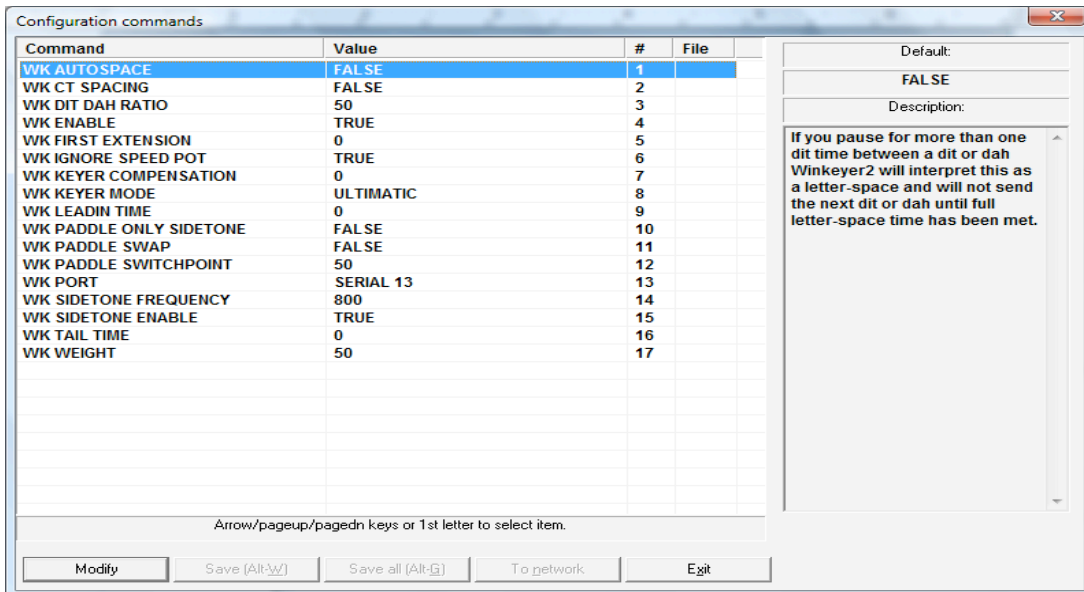 Configuration commands
Command Value # File
WK AUTOSPACE FALSE 1
WK CT SPACING FALSE 2
WK DIT DAH RATIO 50 3
WK ENABLE TRUE 4
WK FIRST EXTENSION 0 5
WK IGNORE SPEED POT TRUE 6
WK KEYER COMPENSATION 0 7
WK KEYER MODE ULTIMATIC 8
WK LEADIN TIME 0 9
WK PADDLE ONLY SIDETONE FALSE 10
WK PADDLE SWAP FALSE 11
WK PADDLE SWITCHPOINT 50 12
WK PORT SERIAL 13 13
WK SIDETONE FREQUENCY 800 14
WK SIDETONE ENABLE TRUE 15
WK TAIL TIME 0 16
WK WEIGHT 50 17
Arrow/pageup/pagedn keys or 1st letter to select item.
Default:
FALSE
Description:
If you pause for more than one
dit time between a dit or dah
Winkeyer2 will interpret this as
a letter-space and will not send
the next dit or dah until full
letter-space time has been met.
Modify Save (Alt-W) Save all (Alt-G) To network Exit